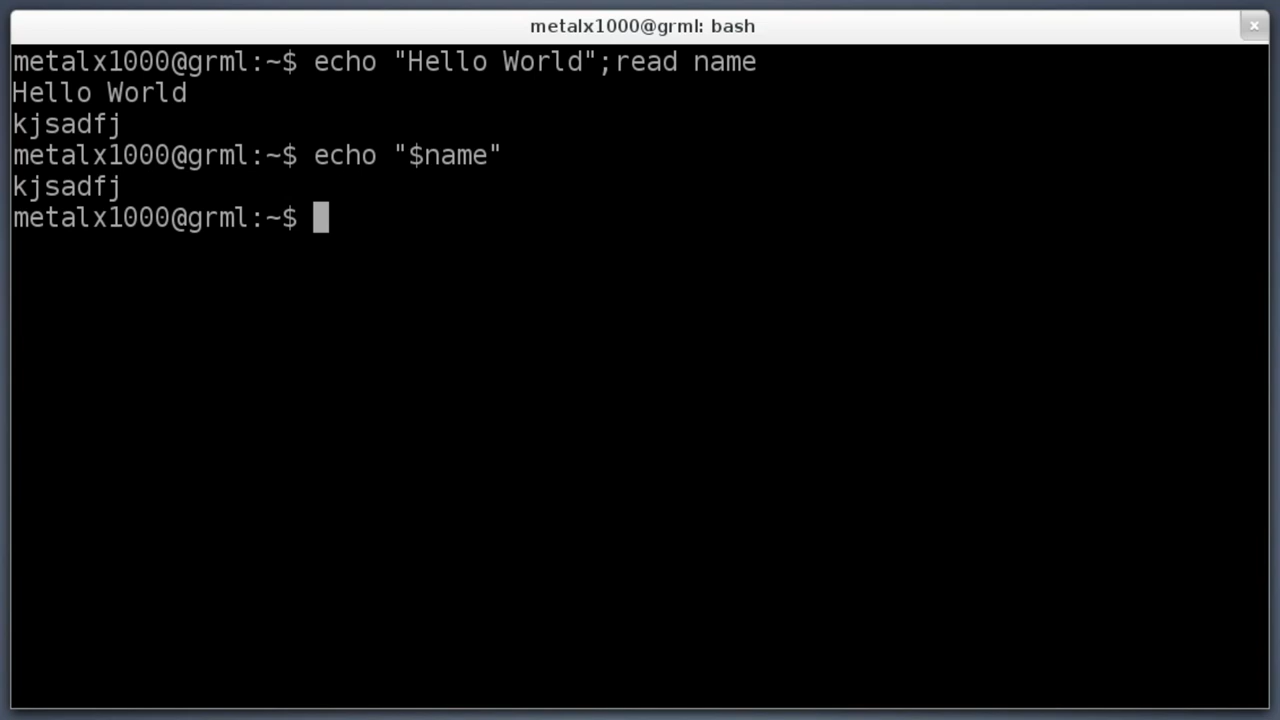 metalx1000@grml: bash
metalx1000@grml:~$ echo "Hello World";read name
Hello World
kjsadfj
metalx1000@grml:~$ echo "$name"
kjsadfj
metalx1000@grml:~$